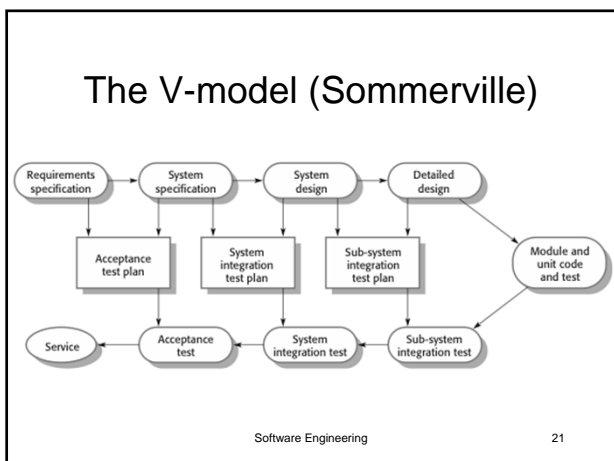 The V-model (Sommerville)
Requirements
specification
System
specification
System
design
Detailed
design
Acceptance
test plan
System
integration
test plan
Sub-system
integration
test plan
Module and
unit code
and test
Service
Acceptance
test
System
integration test
Sub-system
integration test
Software Engineering
21